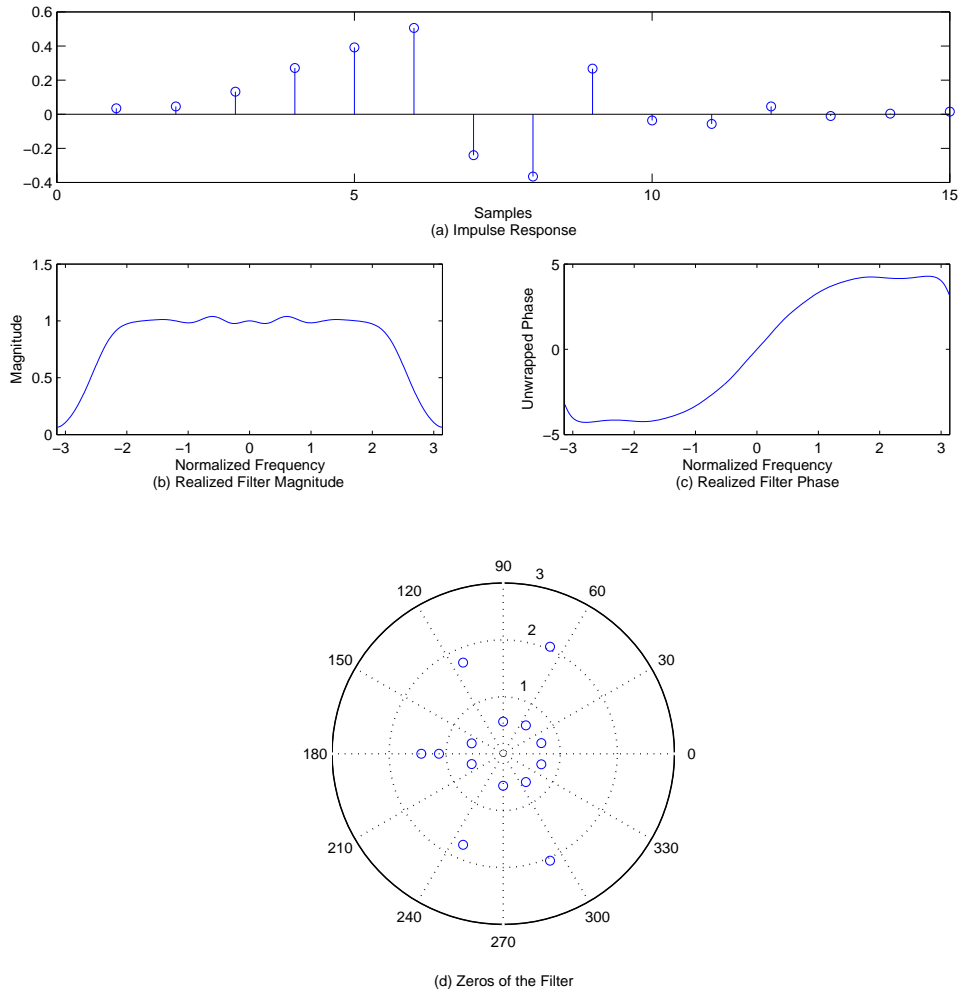 0.6
0.4
0.2
0
−0.2
−0.4
0 5 10 15
Samples
(a) Impulse Response
1.5
1
0.5
0
Magnitude
−3 −2 −1 0 1 2 3
Normalized Frequency
(b) Realized Filter Magnitude
5
0
−5
Unwrapped Phase
−3 −2 −1 0 1 2 3
Normalized Frequency
(c) Realized Filter Phase
90
3
120
60
2
150
30
1
180
0
210
330
240
300
270
(d) Zeros of the Filter